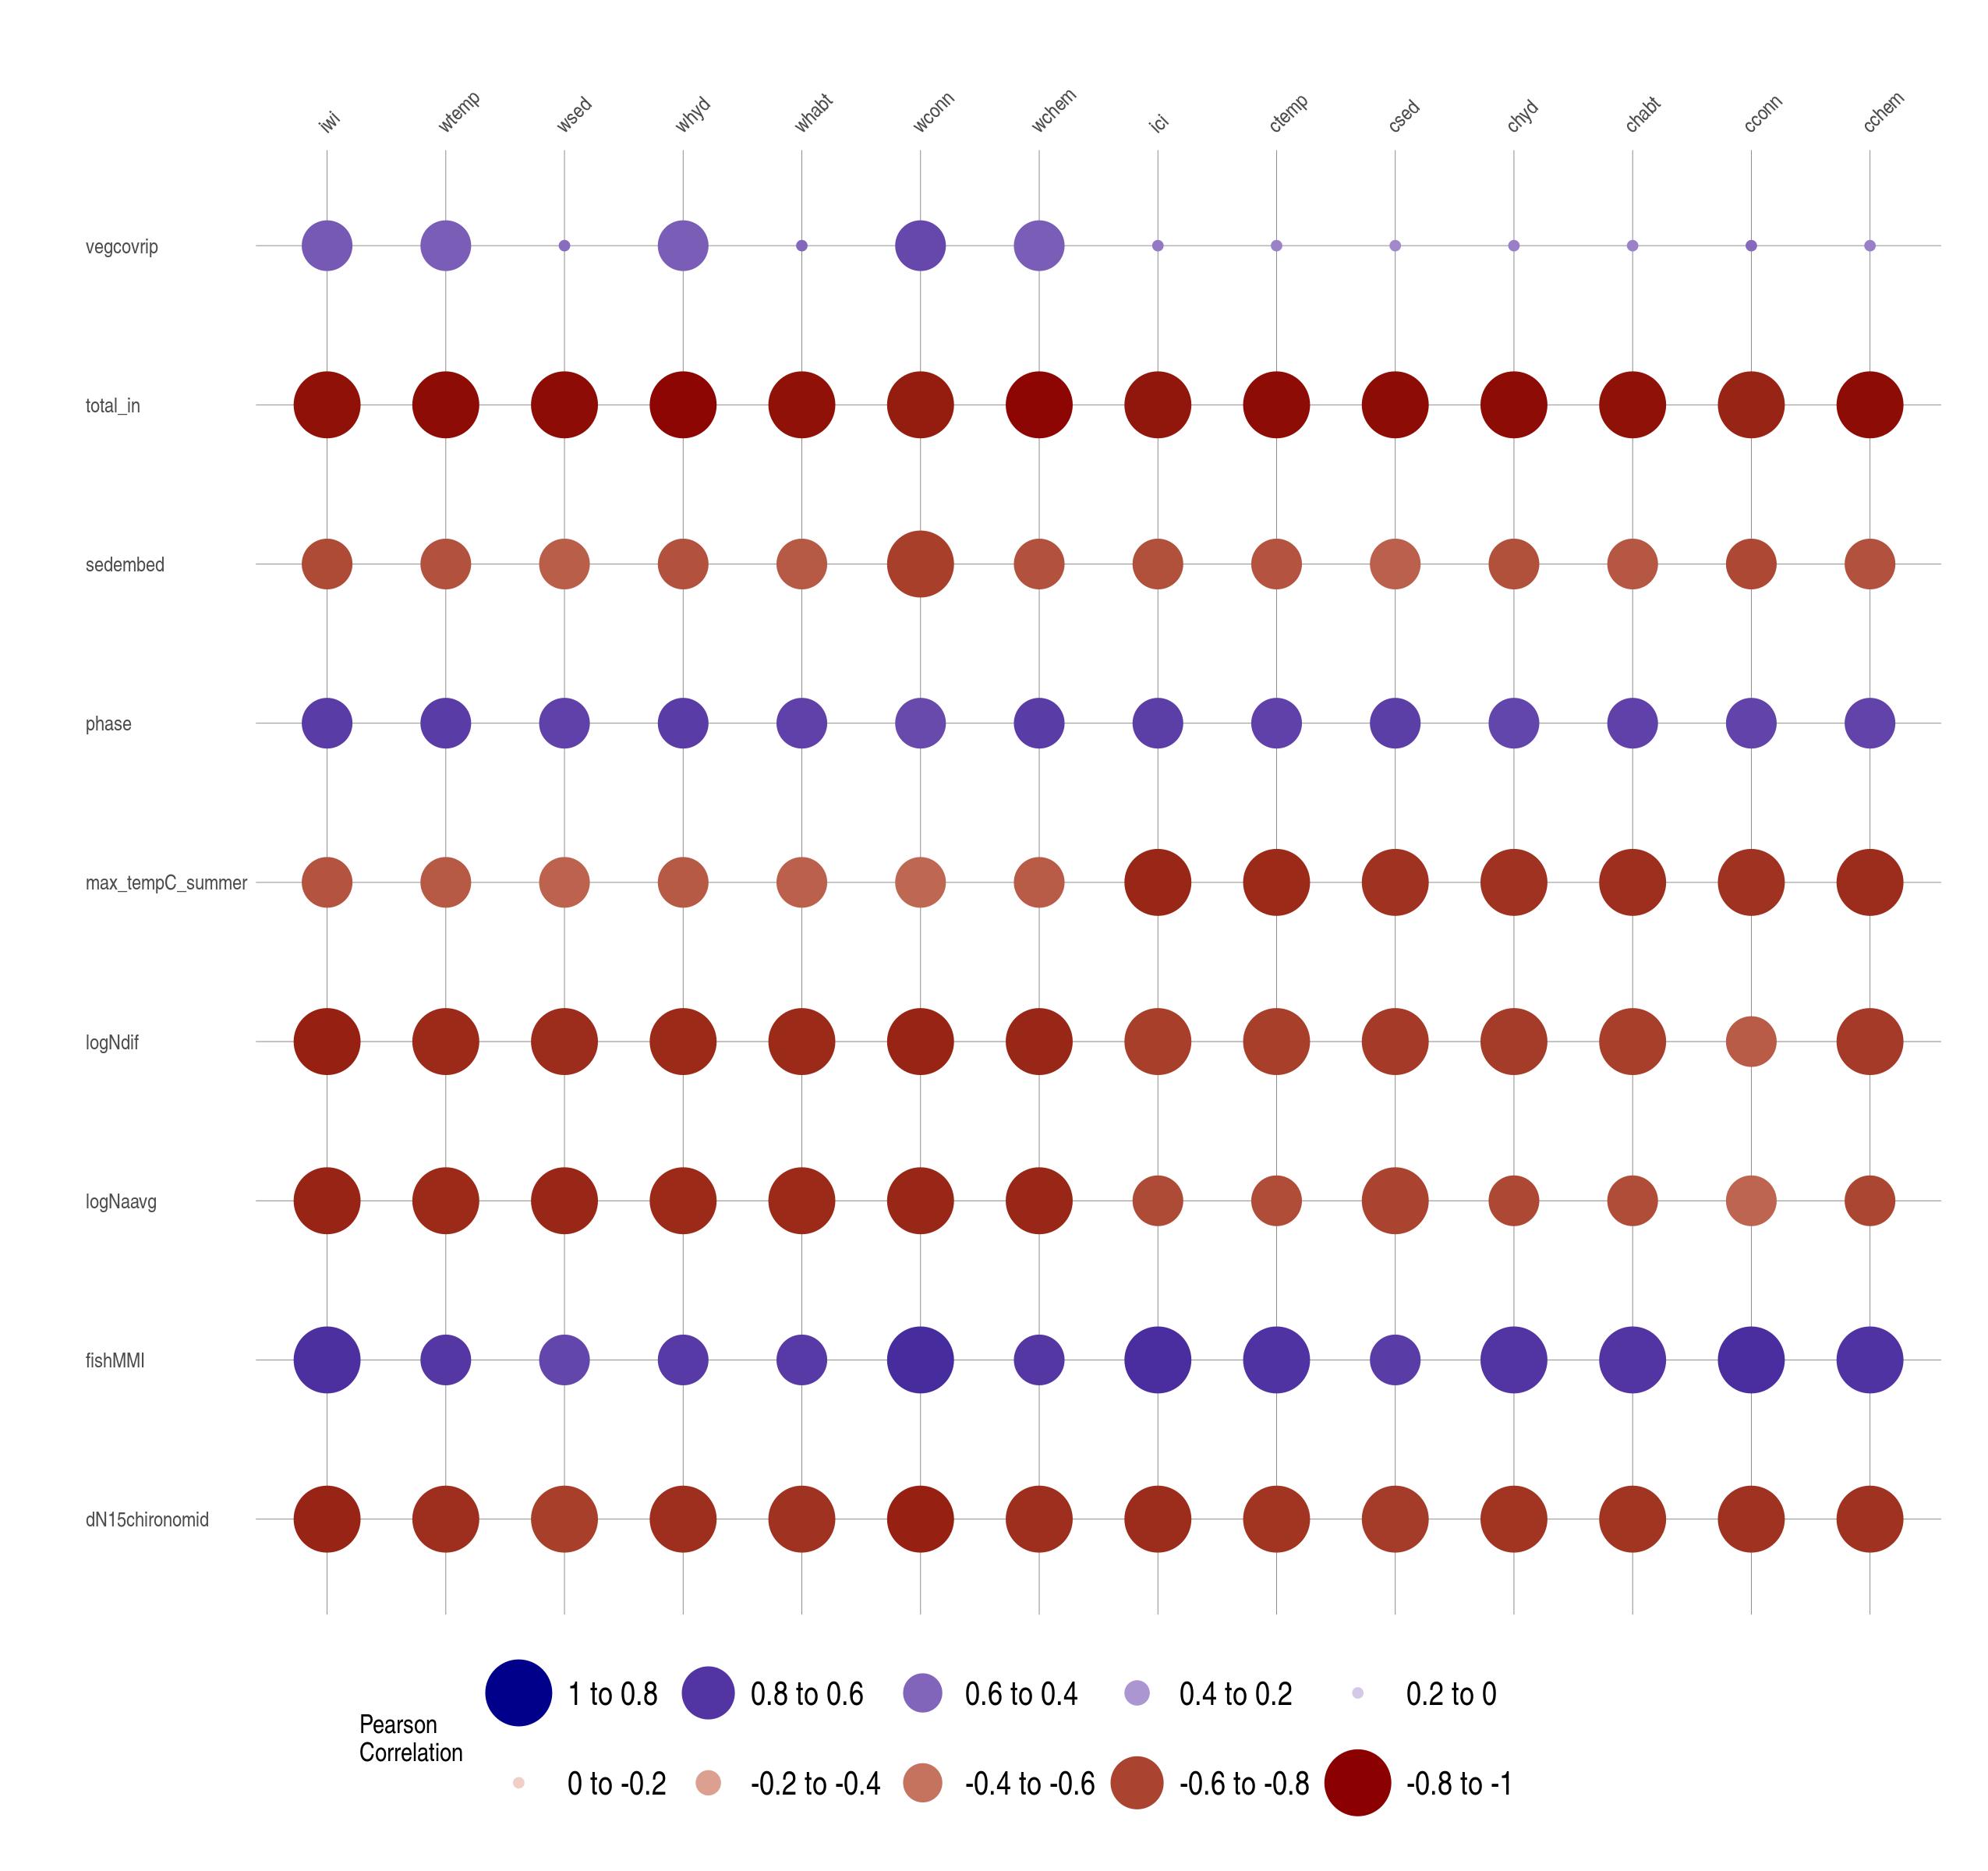 iwi wtemp wsed whyd whabt wconn wchem ici ctemp csed chyd chabt cconn cchem
vegcovrip
total_in
sedembed
phase
max_tempC_summer
logNdif
logNaavg
fishMMI
dN15chironomid
Pearson
Correlation
1 to 0.8 0.8 to 0.6 0.6 to 0.4 0.4 to 0.2 0.2 to 0
0 to -0.2 -0.2 to -0.4 -0.4 to -0.6 -0.6 to -0.8 -0.8 to -1